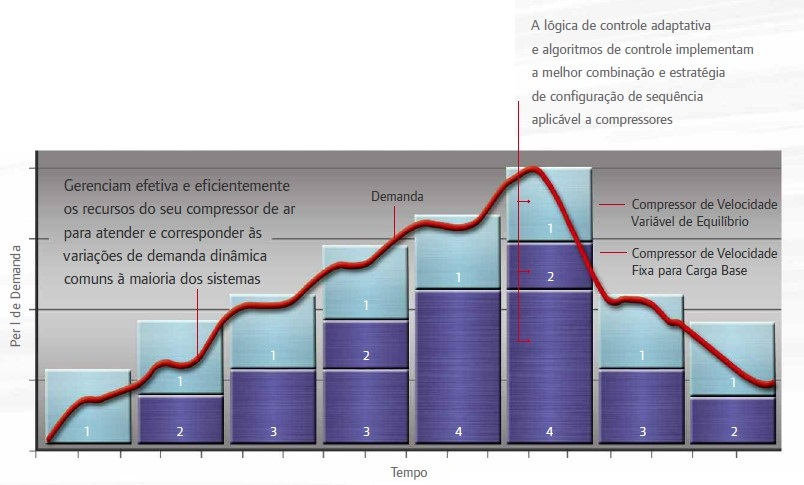 A lógica de controle adaptativa
e algoritmos de controle implementam
a melhor combinação e estratégia
de configuração de sequência
aplicável a compressores
Gerenciam efetiva e eficientemente
os recursos do seu compressor de ar
para atender e corresponder às
variações de demanda dinâmica
comuns à maioria dos sistemas
Demanda
Compressor de Velocidade
Variável de Equilíbrio
Compressor de Velocidade
Fixa para Carga Base
Per I de Demanda
1
1
2
1
3
1
2
3
1
4
1
2
4
1
3
1
2
Tempo